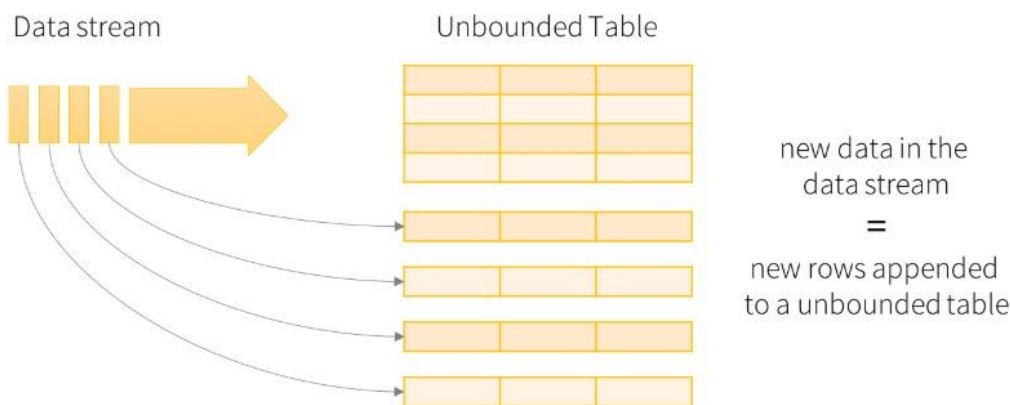 Data stream
Unbounded Table
new data in the
data stream
=
new rows appended
to a unbounded table